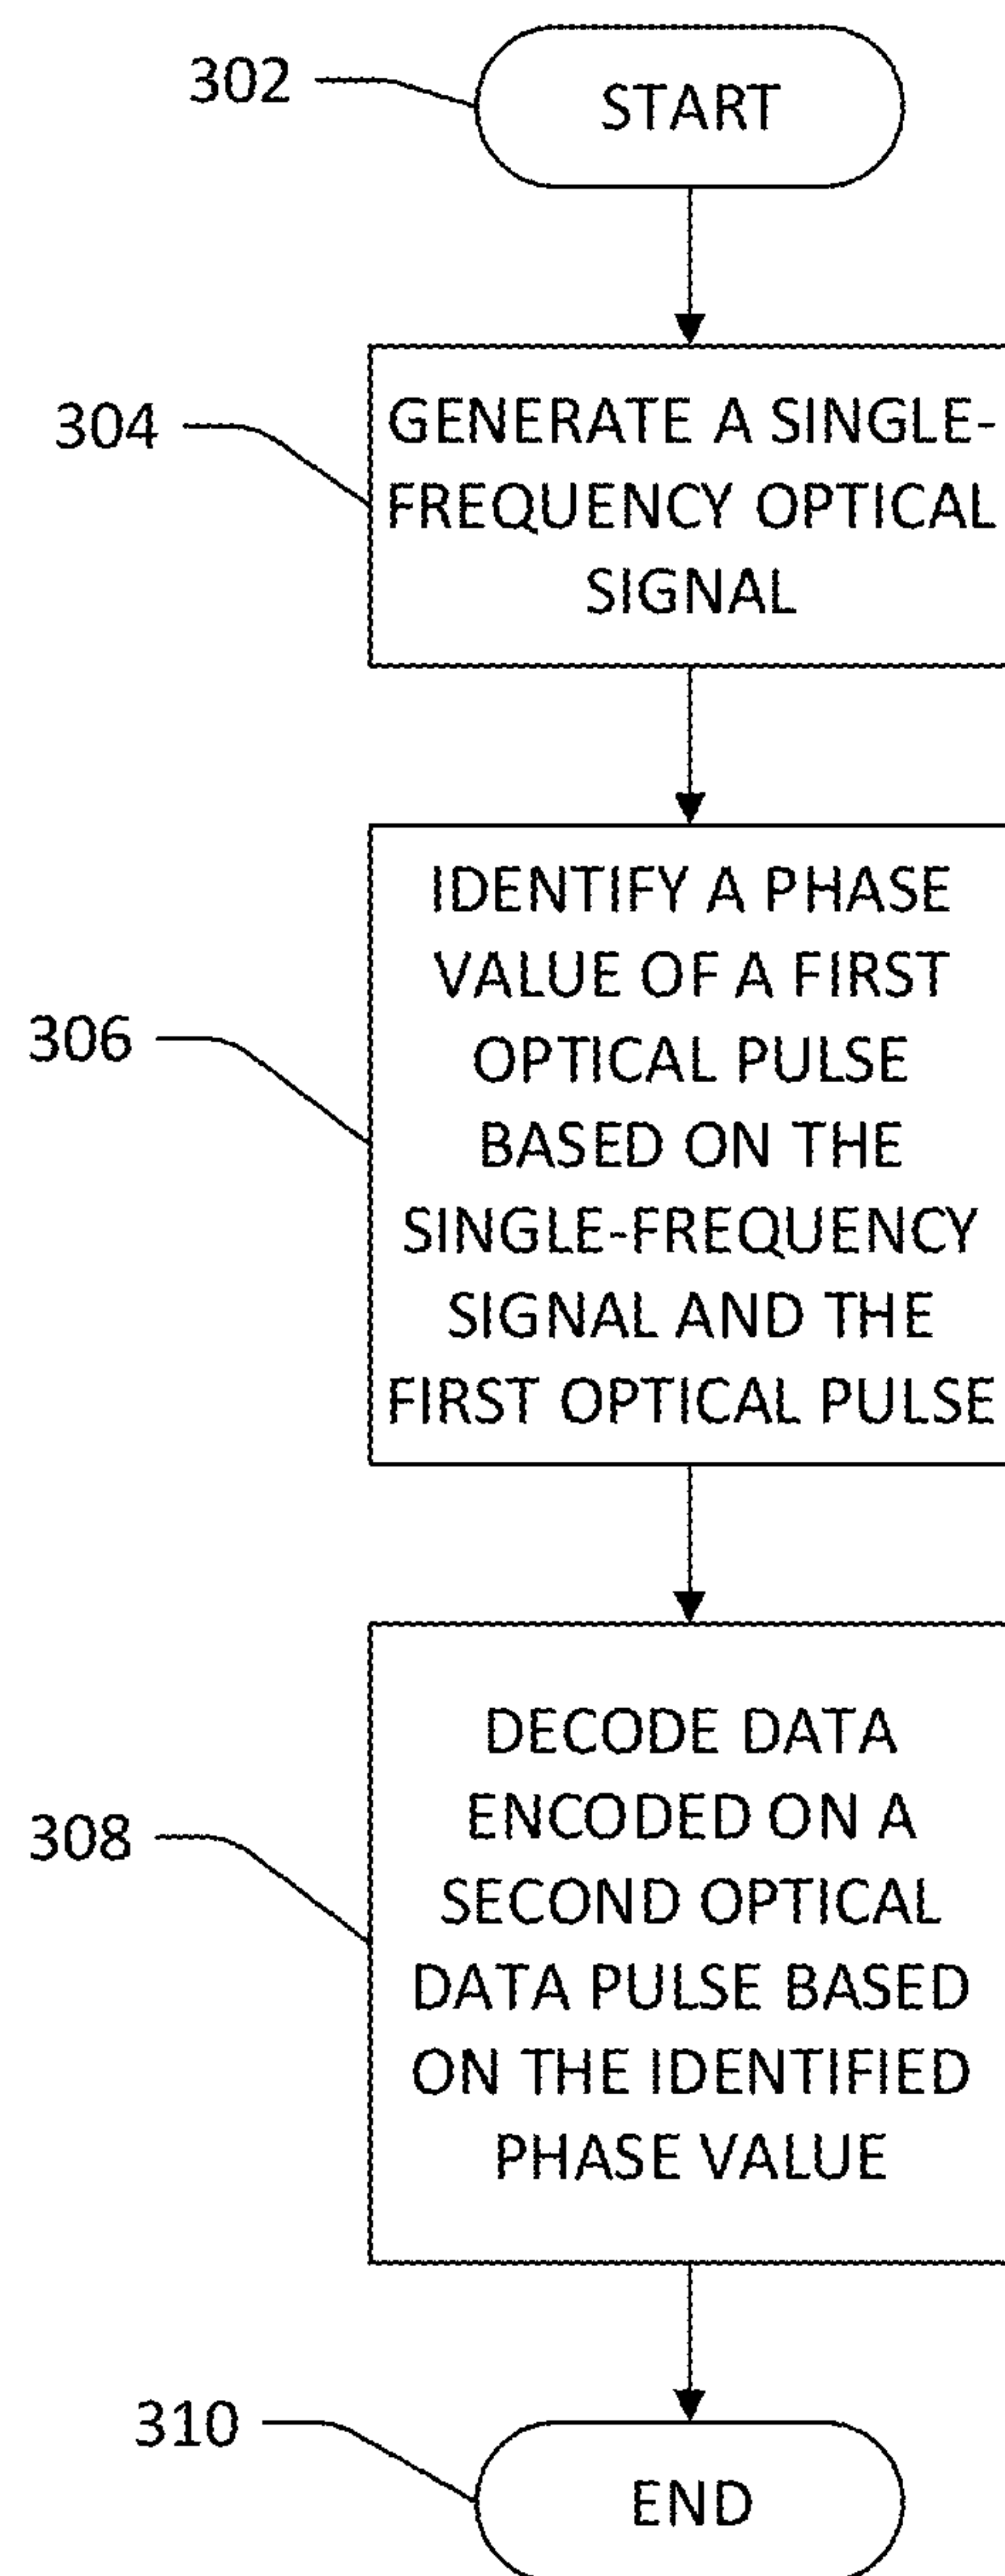 302
START
304
GENERATE A SINGLE-
FREQUENCY OPTICAL
SIGNAL
306
IDENTIFY A PHASE
VALUE OF A FIRST
OPTICAL PULSE
BASED ON THE
SINGLE-FREQUENCY
SIGNAL AND THE
FIRST OPTICAL PULSE
308
DECODE DATA
ENCODED ON A
SECOND OPTICAL
DATA PULSE BASED
ON THE IDENTIFIED
PHASE VALUE
310
END